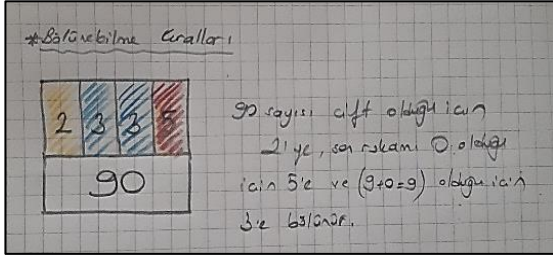 *Bölünebilme Kuralları
2 3 3 5
90
90 sayısı çift olduğu için
2'ye, son rakamı 0 olduğu
için 5'e ve (9+0=9) olduğu için
3'e bölünür.